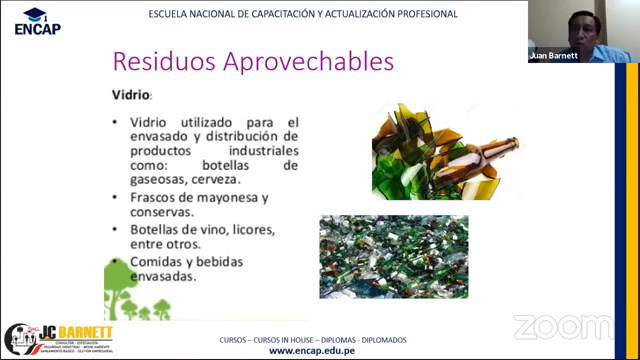 ESCUELA NACIONAL DE CAPACITACIÓN Y ACTUALIZACIÓN PROFESIONAL
ENCAP
Juan Barnett
Residuos Aprovechables
Vidrio:
• Vidrio utilizado para el
envasado y distribución de
productos industriales
como: botellas de
gaseosas, cerveza.
• Frascos de mayonesa y
conservas.
• Botellas de vino, licores,
entre otros.
• Comidas y bebidas
envasadas.
JC BARNETT
CONSULTOR - ESPECIALISTA
SEGURIDAD INDUSTRIAL - MEDIO AMBIENTE
SANEAMIENTO BASICO - GESTIÓN EMPRESARIAL
zoom
CURSOS – CURSOS IN HOUSE – DIPLOMAS - DIPLOMADOS
www.encap.edu.pe